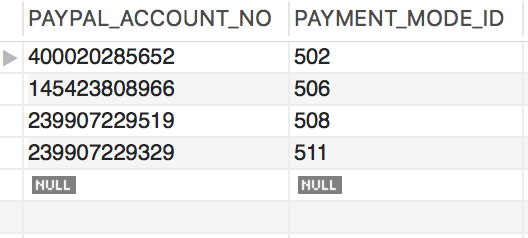 PAYPAL_ACCOUNT_NO PAYMENT_MODE_ID
400020285652 502
145423808966 506
239907229519 508
239907229329 511
NULL NULL